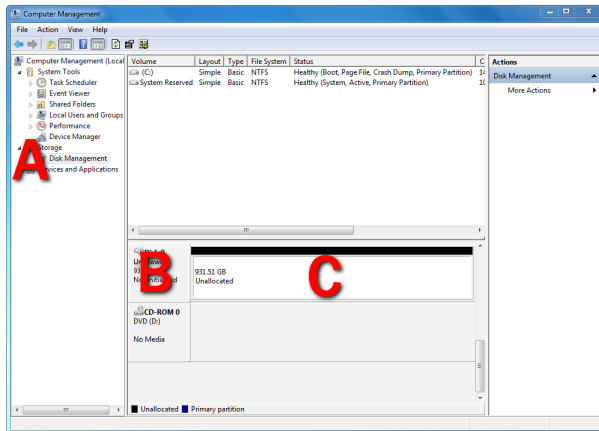 Computer Management
File Action View Help
Computer Management (Local
System Tools
Task Scheduler
Event Viewer
Shared Folders
Local Users and Groups
Performance
Device Manager
Storage
Disk Management
Services and Applications
A
Volume Layout Type File System Status C
(C:) Simple Basic NTFS Healthy (Boot, Page File, Crash Dump, Primary Partition) 14
System Reserved Simple Basic NTFS Healthy (System, Active, Primary Partition) 10
B
931.51 GB
Unallocated
C
CD-ROM 0
DVD (D:)
No Media
Unallocated Primary partition
Actions
Disk Management
More Actions